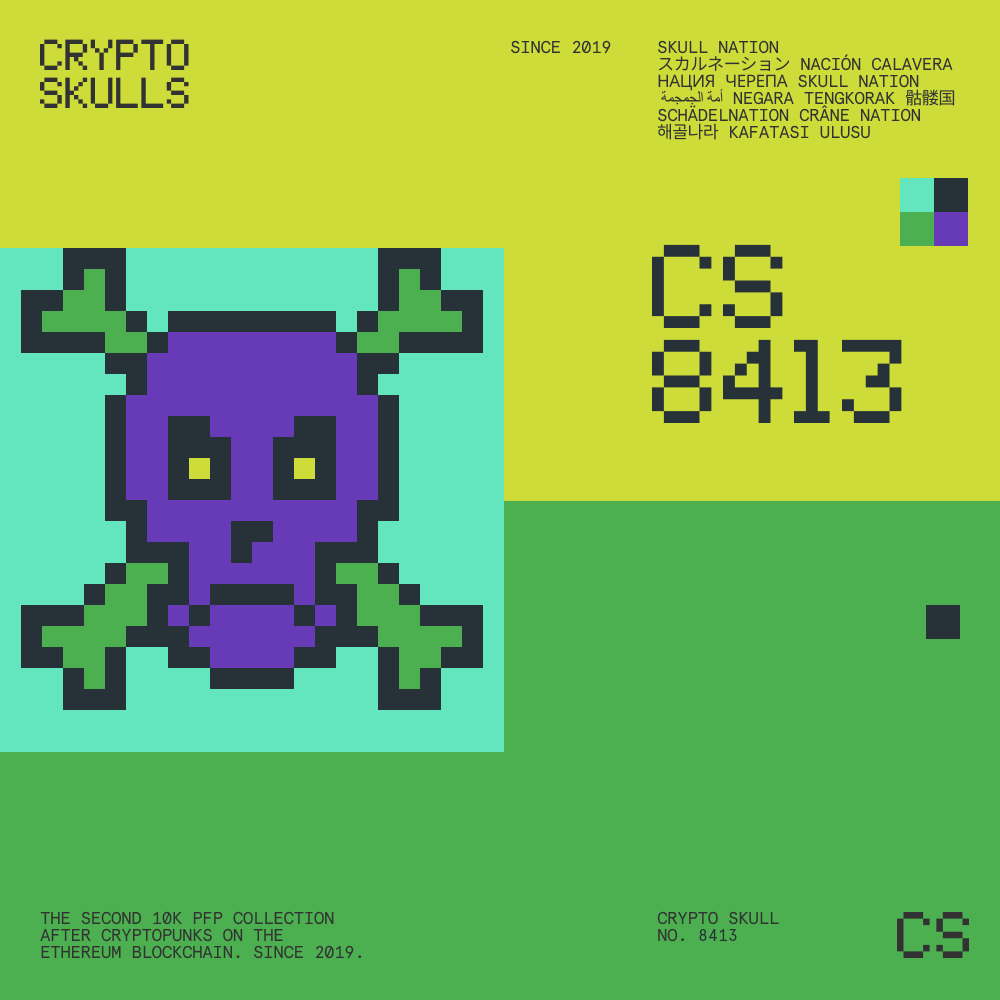 CRYPTO
SKULLS
SINCE 2019
SKULL NATION
スカルネーション NACIÓN CALAVERA
НАЦИЯ ЧЕРЕПА SKULL NATION
أمة الجمجمة NEGARA TENGKORAK 骷髅国
SCHÄDELNATION CRÂNE NATION
해골나라 KAFATASI ULUSU
CS
8413
THE SECOND 10K PFP COLLECTION
AFTER CRYPTOPUNKS ON THE
ETHEREUM BLOCKCHAIN. SINCE 2019.
CRYPTO SKULL
NO. 8413
CS